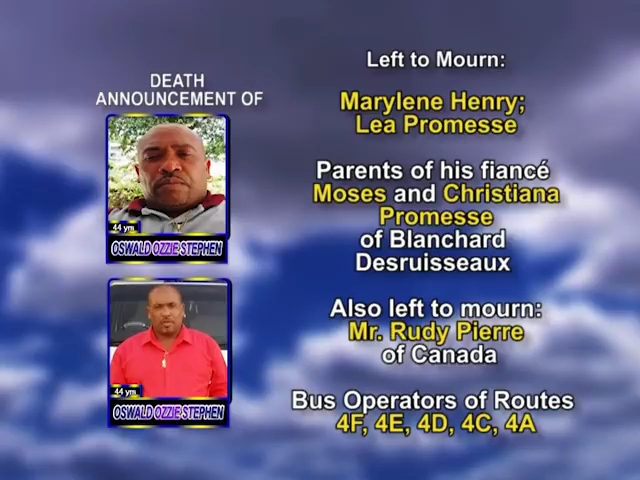 DEATH
ANNOUNCEMENT OF
44 yrs
OSWALD OZZIE STEPHEN
44 yrs
OSWALD OZZIE STEPHEN
Left to Mourn:
Marylene Henry;
Lea Promesse
Parents of his fiancé
Moses and Christiana
Promesse
of Blanchard
Desruisseaux
Also left to mourn:
Mr. Rudy Pierre
of Canada
Bus Operators of Routes
4F, 4E, 4D, 4C, 4A